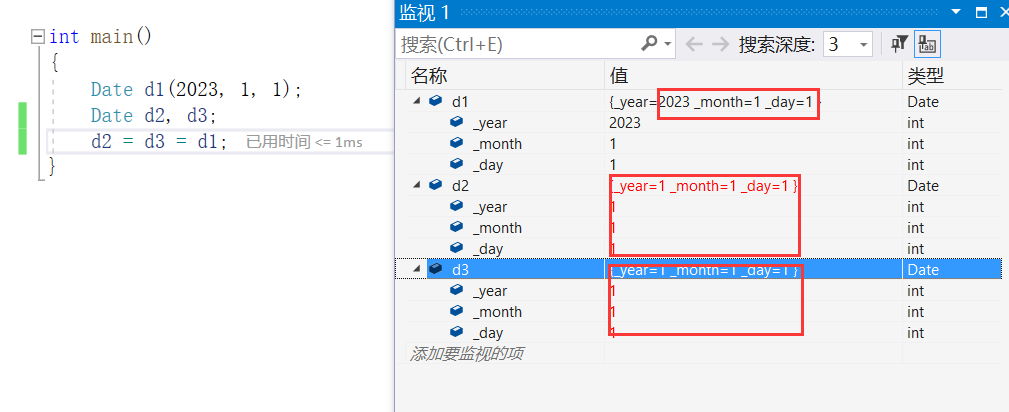 int main()
{
Date d1(2023, 1, 1);
Date d2, d3;
d2 = d3 = d1; 已用时间 <= 1ms
}
监视 1
搜索(Ctrl+E) 搜索深度: 3
名称 值 类型
d1 {_year=2023 _month=1 _day=1 } Date
_year 2023 int
_month 1 int
_day 1 int
d2 {_year=1 _month=1 _day=1 } Date
_year 1 int
_month 1 int
_day 1 int
d3 {_year=1 _month=1 _day=1 } Date
_year 1 int
_month 1 int
_day 1 int
添加要监视的项